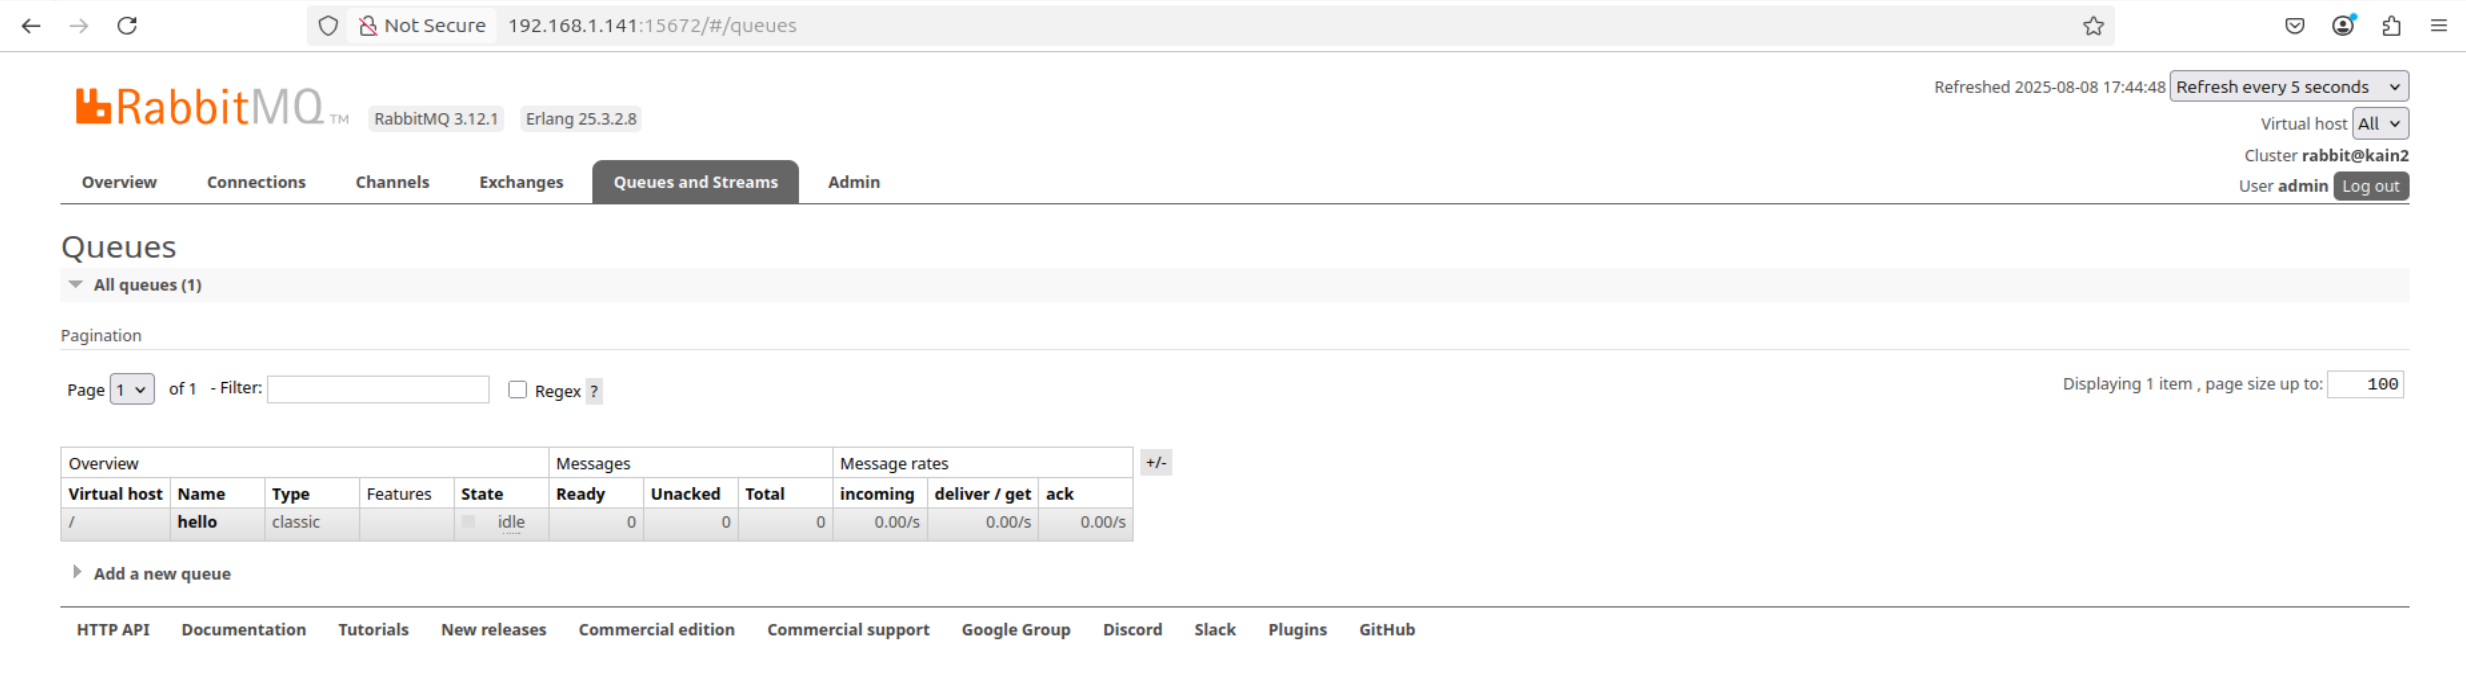 Not Secure 192.168.1.141:15672/#/queues
RabbitMQ TM RabbitMQ 3.12.1 Erlang 25.3.2.8
Refreshed 2025-08-08 17:44:48 Refresh every 5 seconds
Virtual host All
Cluster rabbit@kain2
User admin Log out
Overview Connections Channels Exchanges Queues and Streams Admin
Queues
All queues (1)
Pagination
Page 1 of 1 - Filter: Regex ? Displaying 1 item , page size up to: 100
Overview Messages Message rates +/-
Virtual host Name Type Features State Ready Unacked Total incoming deliver / get ack
/ hello classic idle 0 0 0 0.00/s 0.00/s 0.00/s
Add a new queue
HTTP API Documentation Tutorials New releases Commercial edition Commercial support Google Group Discord Slack Plugins GitHub